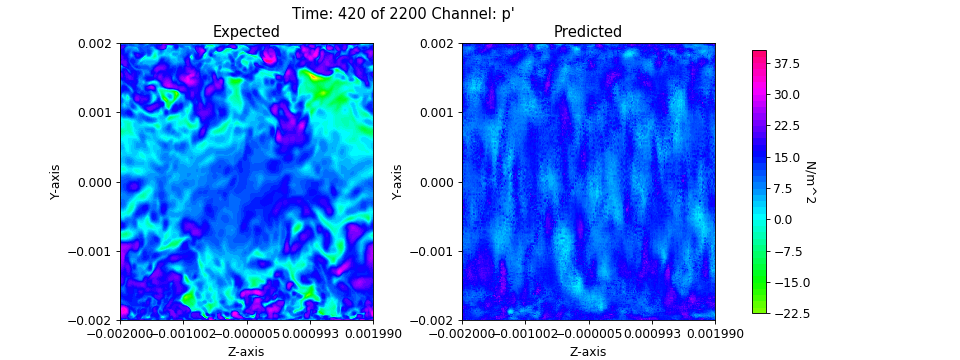 Time: 420 of 2200 Channel: p'
Expected
Predicted
0.002
0.001
0.000
−0.001
−0.002
Y-axis
−0.002000 −0.001002 −0.000005 0.000993 0.001990
Z-axis
0.002
0.001
0.000
−0.001
−0.002
Y-axis
−0.002000 −0.001002 −0.000005 0.000993 0.001990
Z-axis
37.5
30.0
22.5
15.0
7.5
0.0
−7.5
−15.0
−22.5
N/m^2